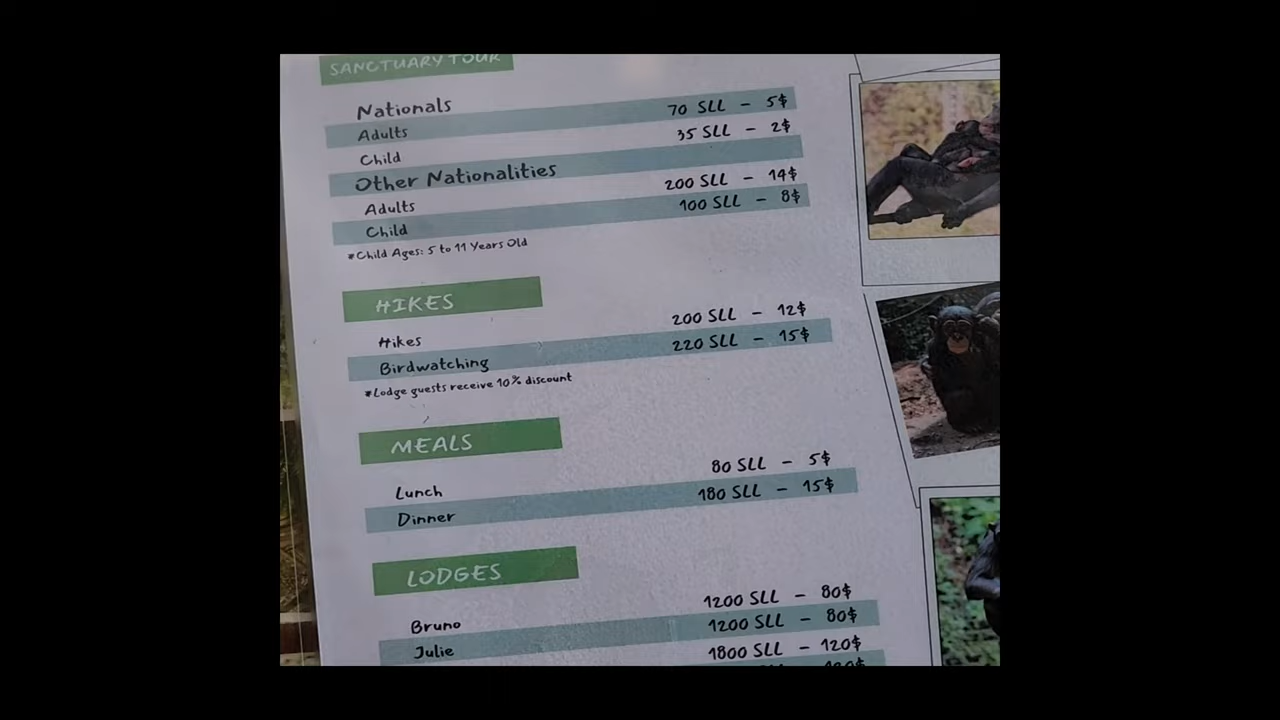 SANCTUARY TOUR
Nationals
Adults 70 SLL – 5$
Child 35 SLL – 2$
Other Nationalities
Adults 200 SLL – 14$
Child 100 SLL – 8$
*Child Ages: 5 to 11 Years Old
HIKES
Hikes 200 SLL – 12$
Birdwatching 220 SLL – 15$
*Lodge guests receive 10% discount
MEALS
Lunch 80 SLL – 5$
Dinner 180 SLL – 15$
LODGES
Bruno 1200 SLL – 80$
Julie 1200 SLL – 80$
1800 SLL – 120$